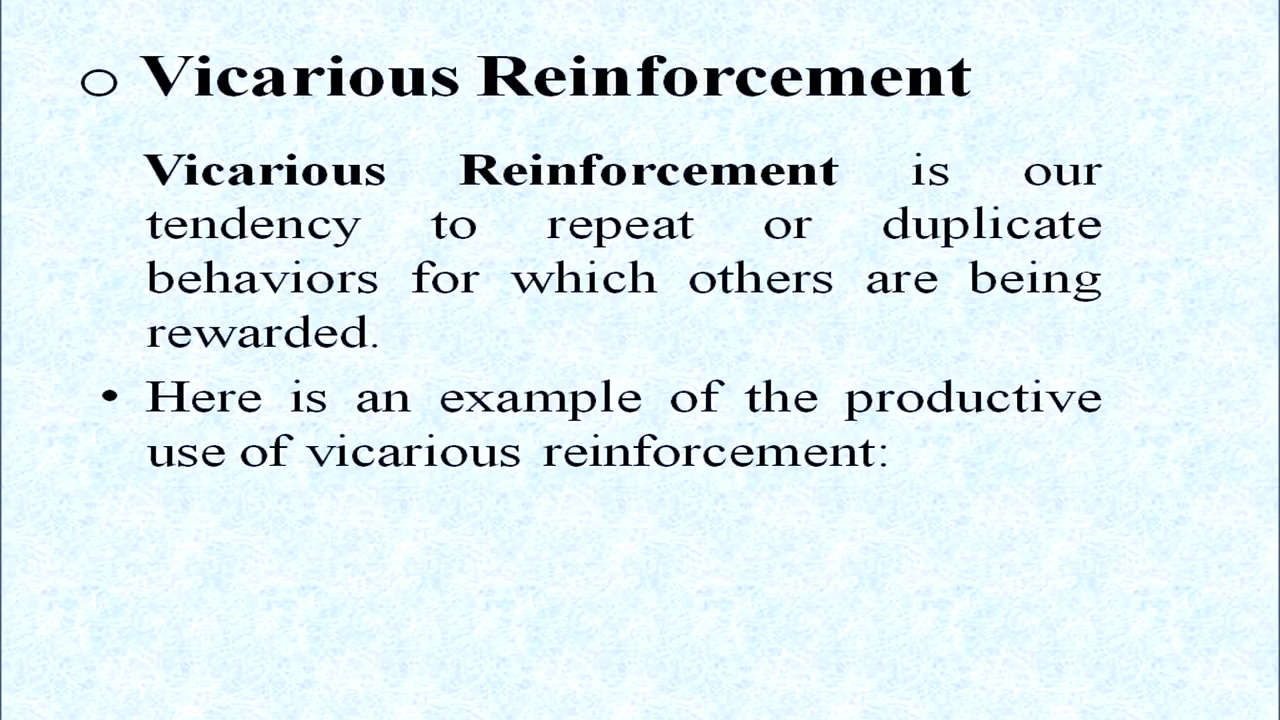 o Vicarious Reinforcement
Vicarious Reinforcement is our
tendency to repeat or duplicate
behaviors for which others are being
rewarded.
• Here is an example of the productive
use of vicarious reinforcement: